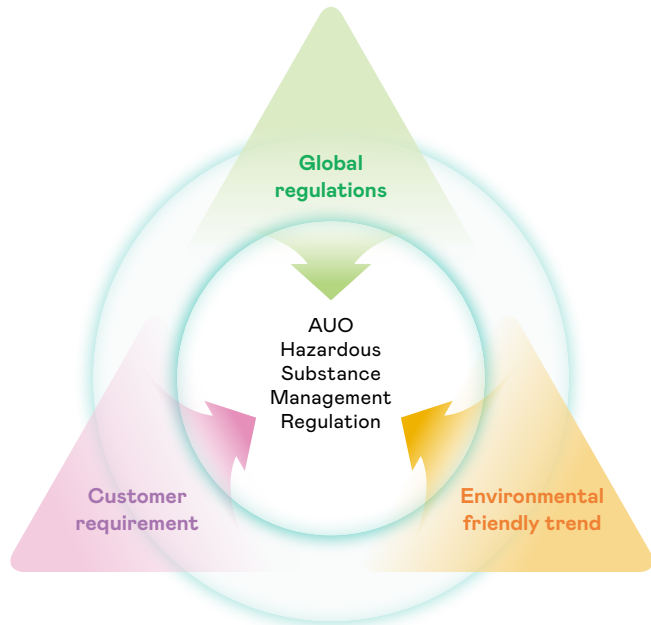 Global
regulations
AUO
Hazardous
Substance
Management
Regulation
Customer
requirement
Environmental
friendly trend